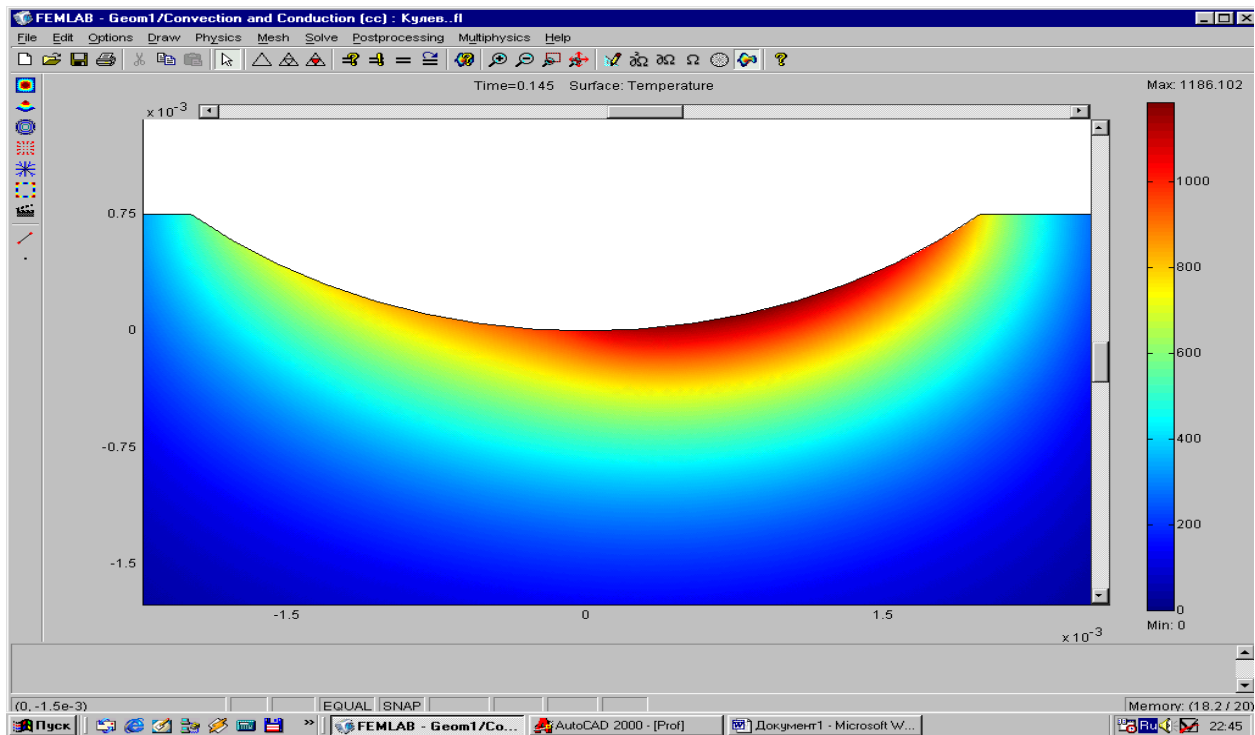 FEMLAB - Geom1/Convection and Conduction (cc) : Кулев..fl
File Edit Options Draw Physics Mesh Solve Postprocessing Multiphysics Help
Time=0.145 Surface: Temperature
Max: 1186.102
x 10-3
0.75
0
-0.75
-1.5
-1.5
0
1.5
x 10-3
1000
800
600
400
200
0
Min: 0
(0, -1.5e-3)
EQUAL
SNAP
Memory: (18.2 / 20)
Пуск
»
FEMLAB - Geom1/Co...
AutoCAD 2000 - [Prof]
Документ1 - Microsoft W...
Ru
22:45